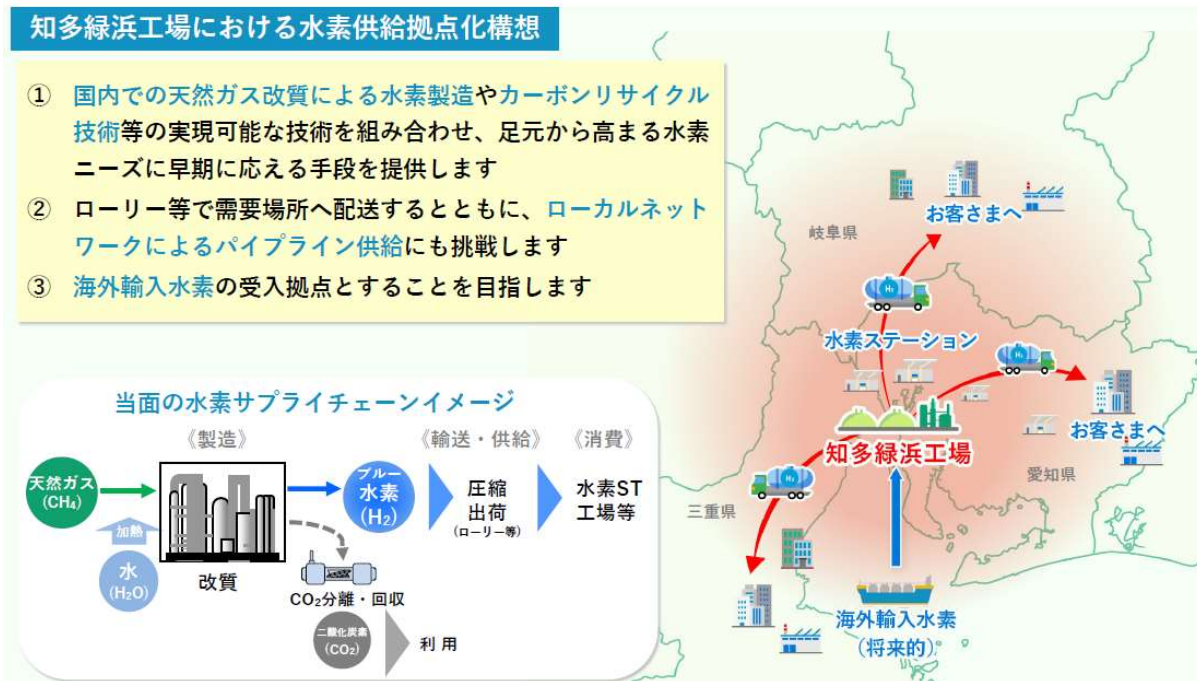 知多緑浜工場における水素供給拠点化構想
① 国内での天然ガス改質による水素製造やカーボンリサイクル
技術等の実現可能な技術を組み合わせ、足元から高まる水素
ニーズに早期に応える手段を提供します
② ローリー等で需要場所へ配送するとともに、ローカルネット
ワークによるパイプライン供給にも挑戦します
③ 海外輸入水素の受入拠点とすることを目指します
当面の水素サプライチェーンイメージ
《製造》
《輸送・供給》
《消費》
天然ガス
(CH₄)
加熱
水
(H₂O)
改質
ブルー
水素
(H₂)
圧縮
出荷
(ローリー等)
水素ST
工場等
CO₂分離・回収
二酸化炭素
(CO₂)
利用
岐阜県
お客さまへ
H₂
水素ステーション
H₂
お客さまへ
知多緑浜工場
愛知県
H₂
三重県
海外輸入水素
(将来的)